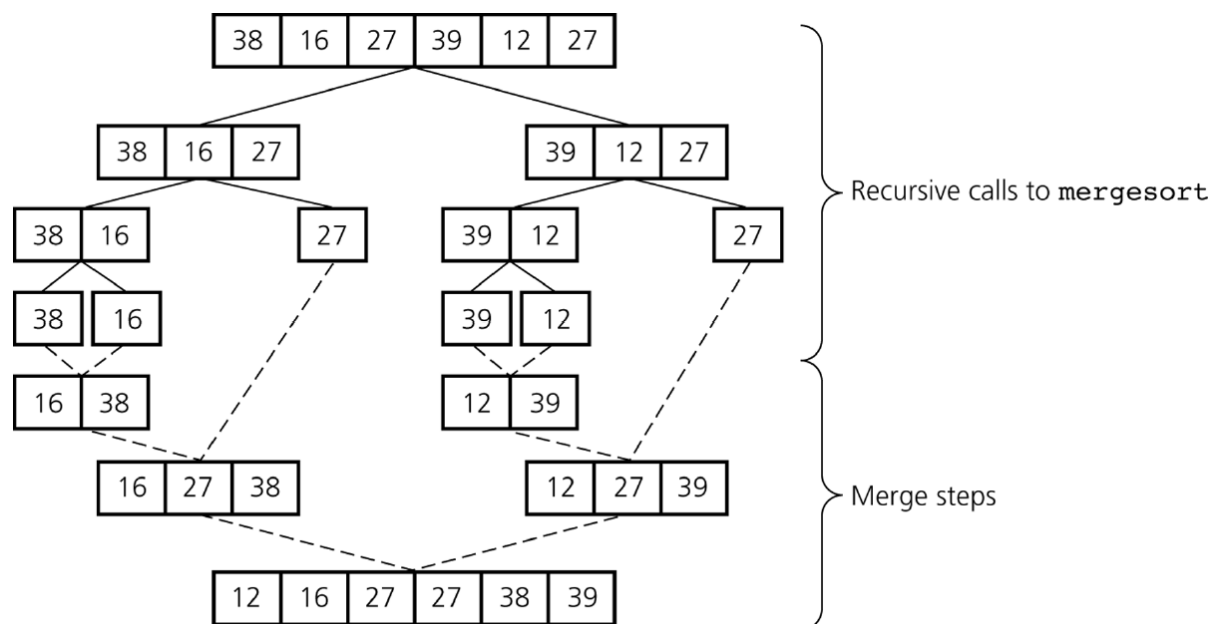 38 16 27 39 12 27
38 16 27 39 12 27
Recursive calls to mergesort
38 16 27 39 12 27
38 16 39 12
16 38 12 39
16 27 38 12 27 39
Merge steps
12 16 27 27 38 39